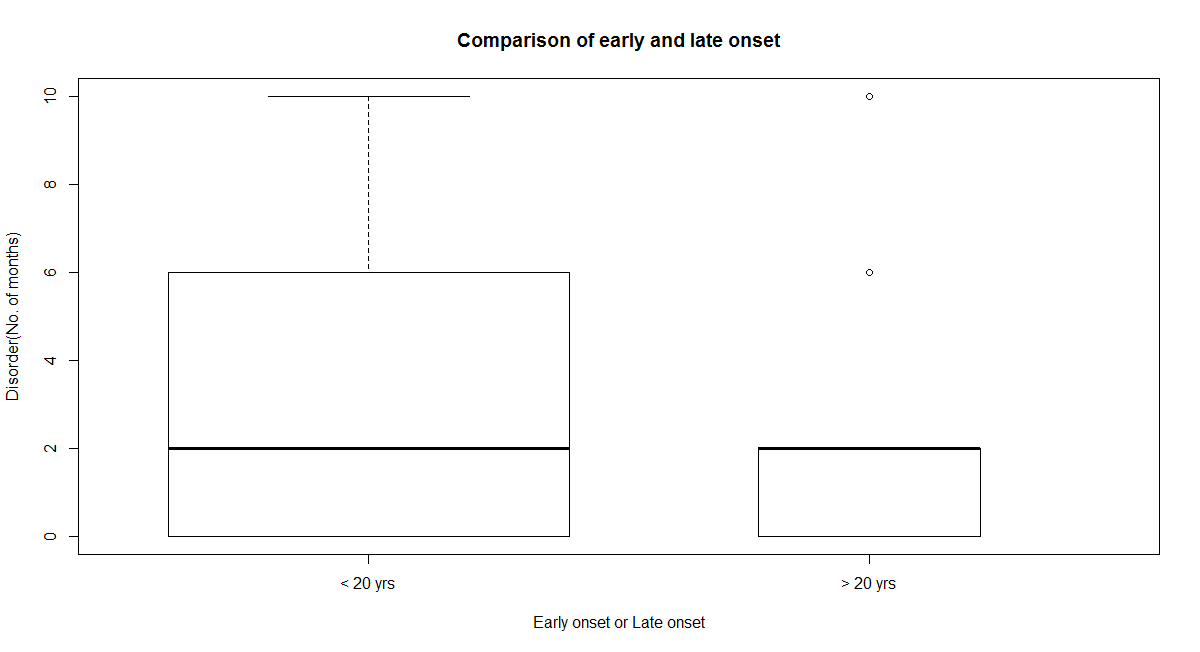 Comparison of early and late onset
Disorder(No. of months)
10
8
6
4
2
0
< 20 yrs
> 20 yrs
Early onset or Late onset